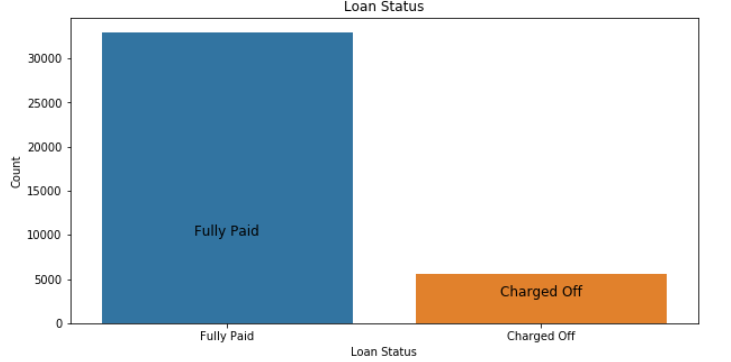 Loan Status
30000
25000
20000
15000
10000
5000
0
Count
Fully Paid
Charged Off
Fully Paid
Charged Off
Loan Status